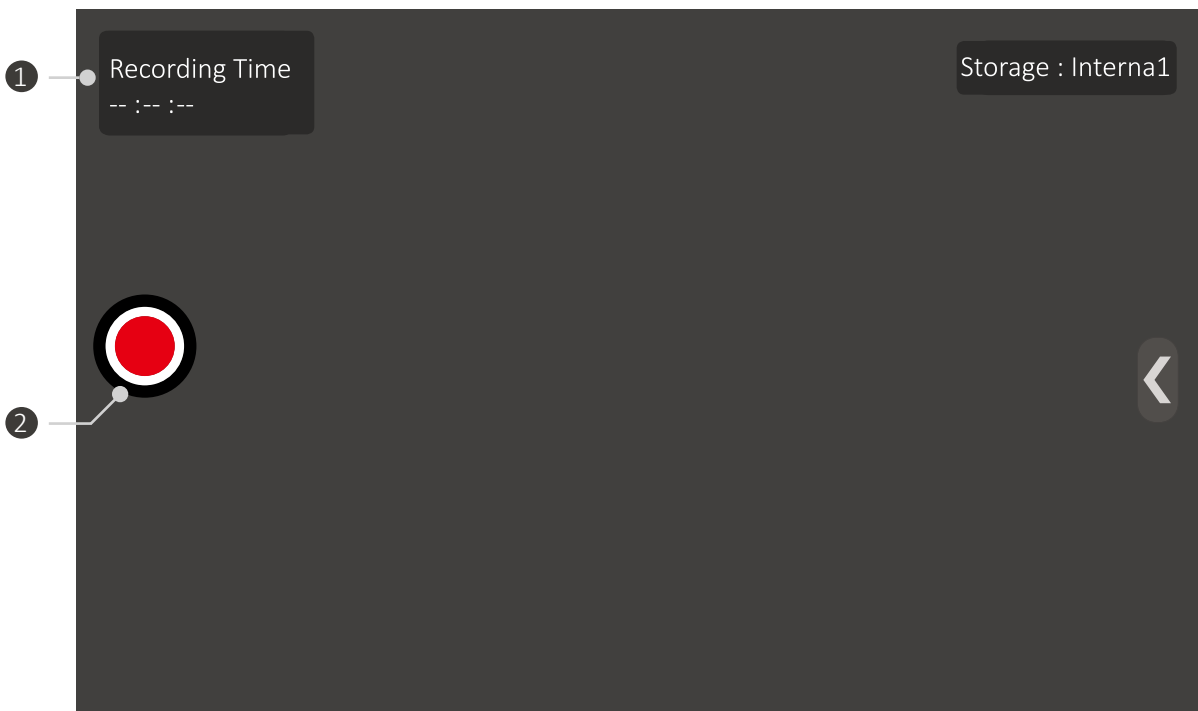 1
Recording Time
-- :-- :--
Storage : Interna1
2